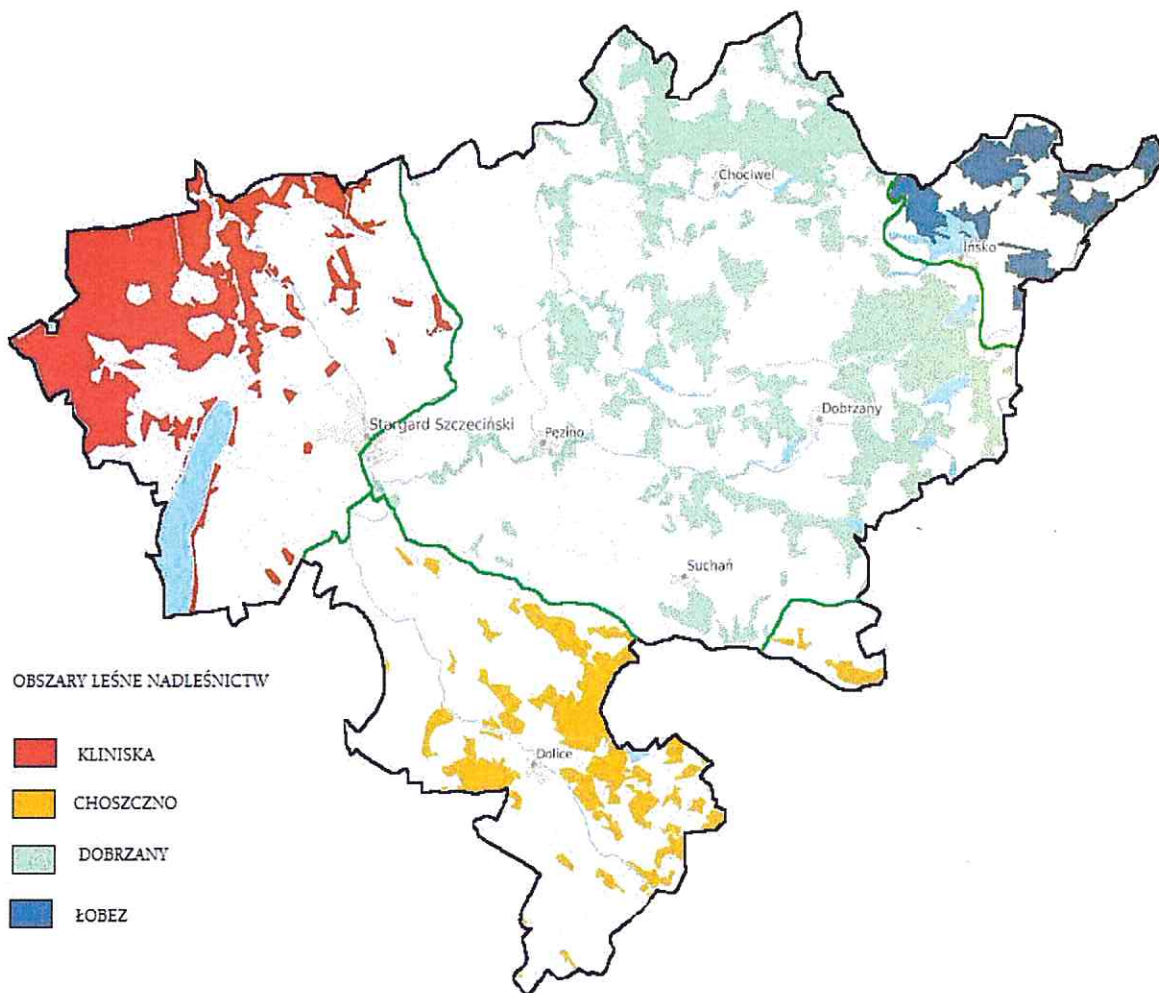 Chociwel
Ińsko
Dobrzany
Stargard Szczeciński
Pęzino
Suchań
Dolice
OBSZARY LEŚNE NADLEŚNICTW
KLINISKA
CHOSZCZNO
DOBRZANY
ŁOBEZ